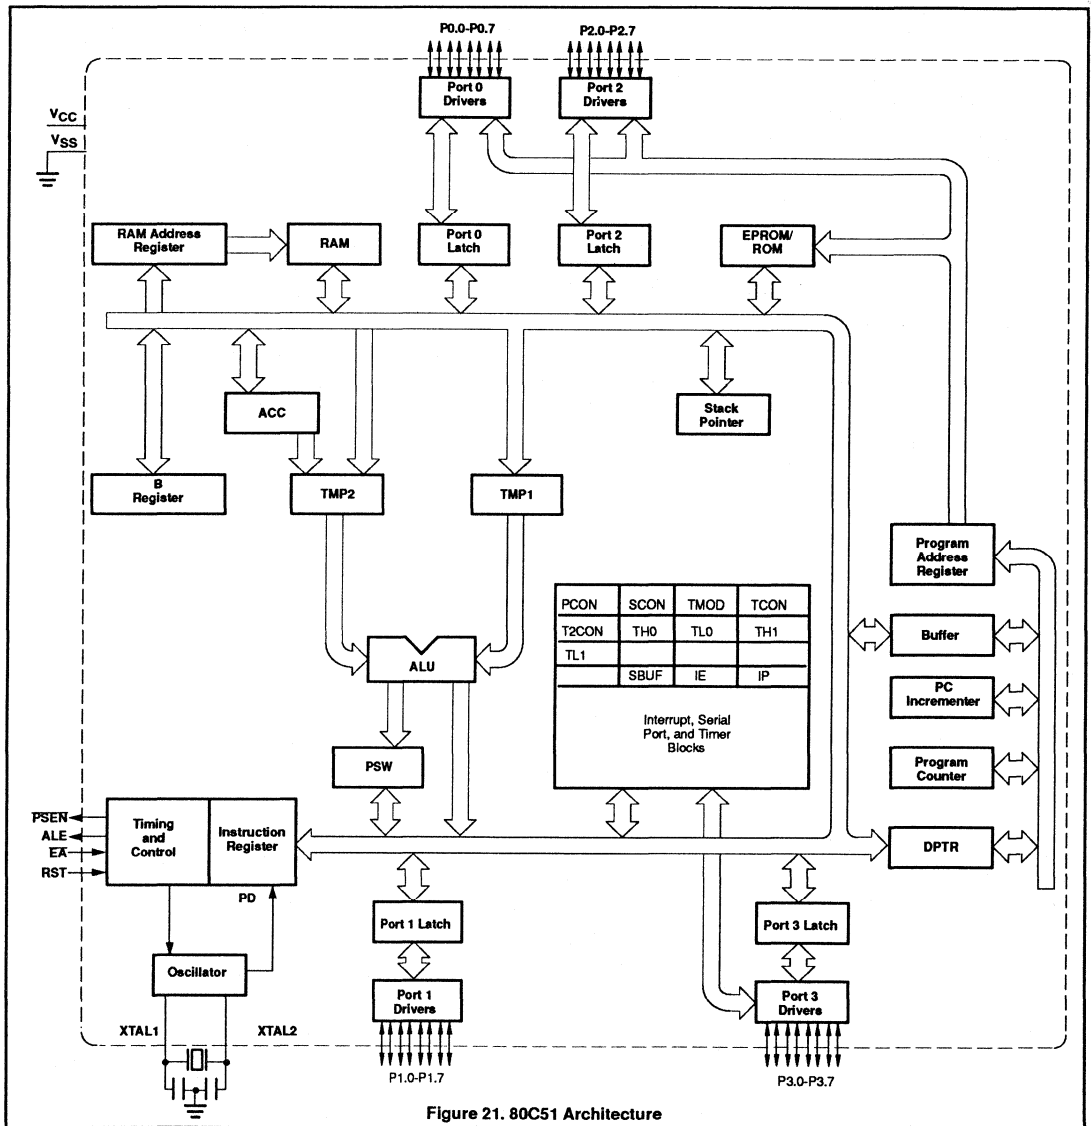 P0.0-P0.7
P2.0-P2.7
Port 0
Drivers
Port 2
Drivers
VCC
VSS
RAM Address
Register
RAM
Port 0
Latch
Port 2
Latch
EPROM/
ROM
ACC
Stack
Pointer
B
Register
TMP2
TMP1
Program
Address
Register
PCON SCON TMOD TCON
T2CON TH0 TL0 TH1
TL1
SBUF IE IP
Interrupt, Serial
Port, and Timer
Blocks
Buffer
ALU
PC
Incrementer
PSW
Program
Counter
PSEN
ALE
EA
RST
Timing
and
Control
Instruction
Register
DPTR
PD
Port 1 Latch
Port 3 Latch
Oscillator
Port 1
Drivers
Port 3
Drivers
XTAL1
XTAL2
P1.0-P1.7
P3.0-P3.7
Figure 21. 80C51 Architecture